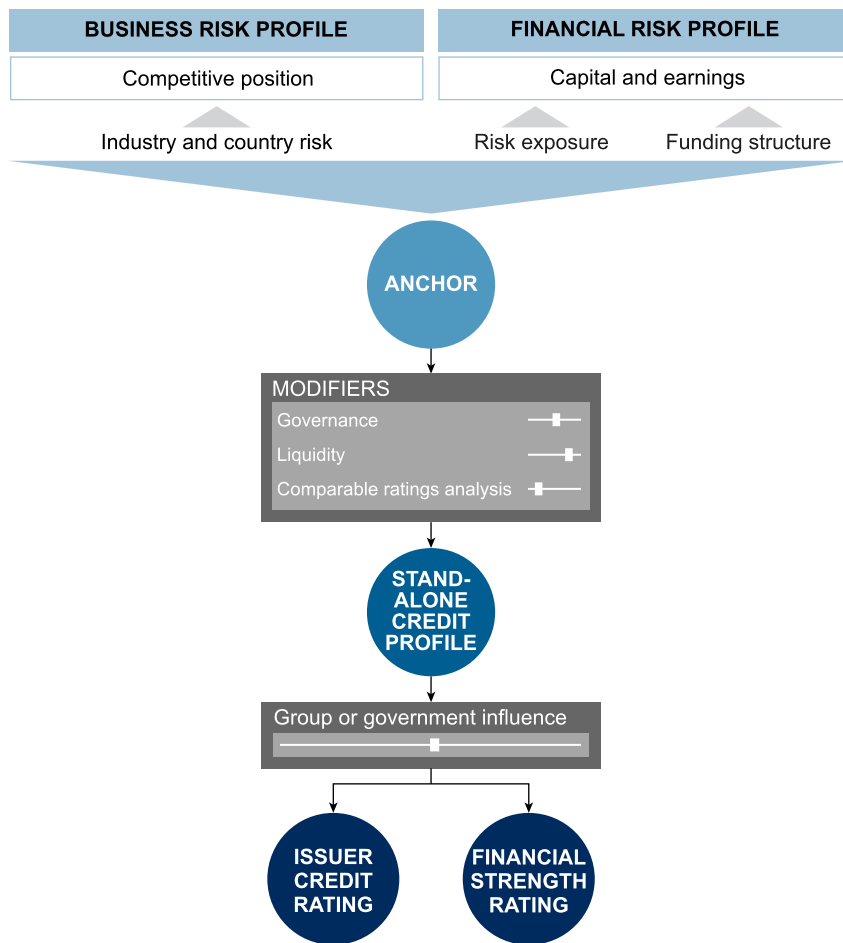 BUSINESS RISK PROFILE
FINANCIAL RISK PROFILE
Competitive position
Capital and earnings
Industry and country risk
Risk exposure
Funding structure
ANCHOR
MODIFIERS
Governance
Liquidity
Comparable ratings analysis
STAND-
ALONE
CREDIT
PROFILE
Group or government influence
ISSUER
CREDIT
RATING
FINANCIAL
STRENGTH
RATING